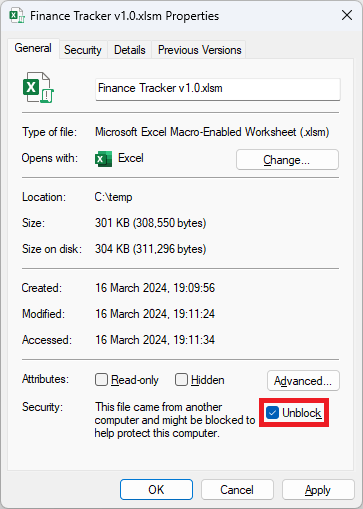 Finance Tracker v1.0.xlsm Properties
General Security Details Previous Versions
Finance Tracker v1.0.xlsm
Type of file: Microsoft Excel Macro-Enabled Worksheet (.xlsm)
Opens with: Excel Change...
Location: C:\temp
Size: 301 KB (308,550 bytes)
Size on disk: 304 KB (311,296 bytes)
Created: 16 March 2024, 19:09:56
Modified: 16 March 2024, 19:11:24
Accessed: 16 March 2024, 19:11:34
Attributes: Read-only Hidden Advanced...
Security: This file came from another Unblock
computer and might be blocked to
help protect this computer.
OK Cancel Apply